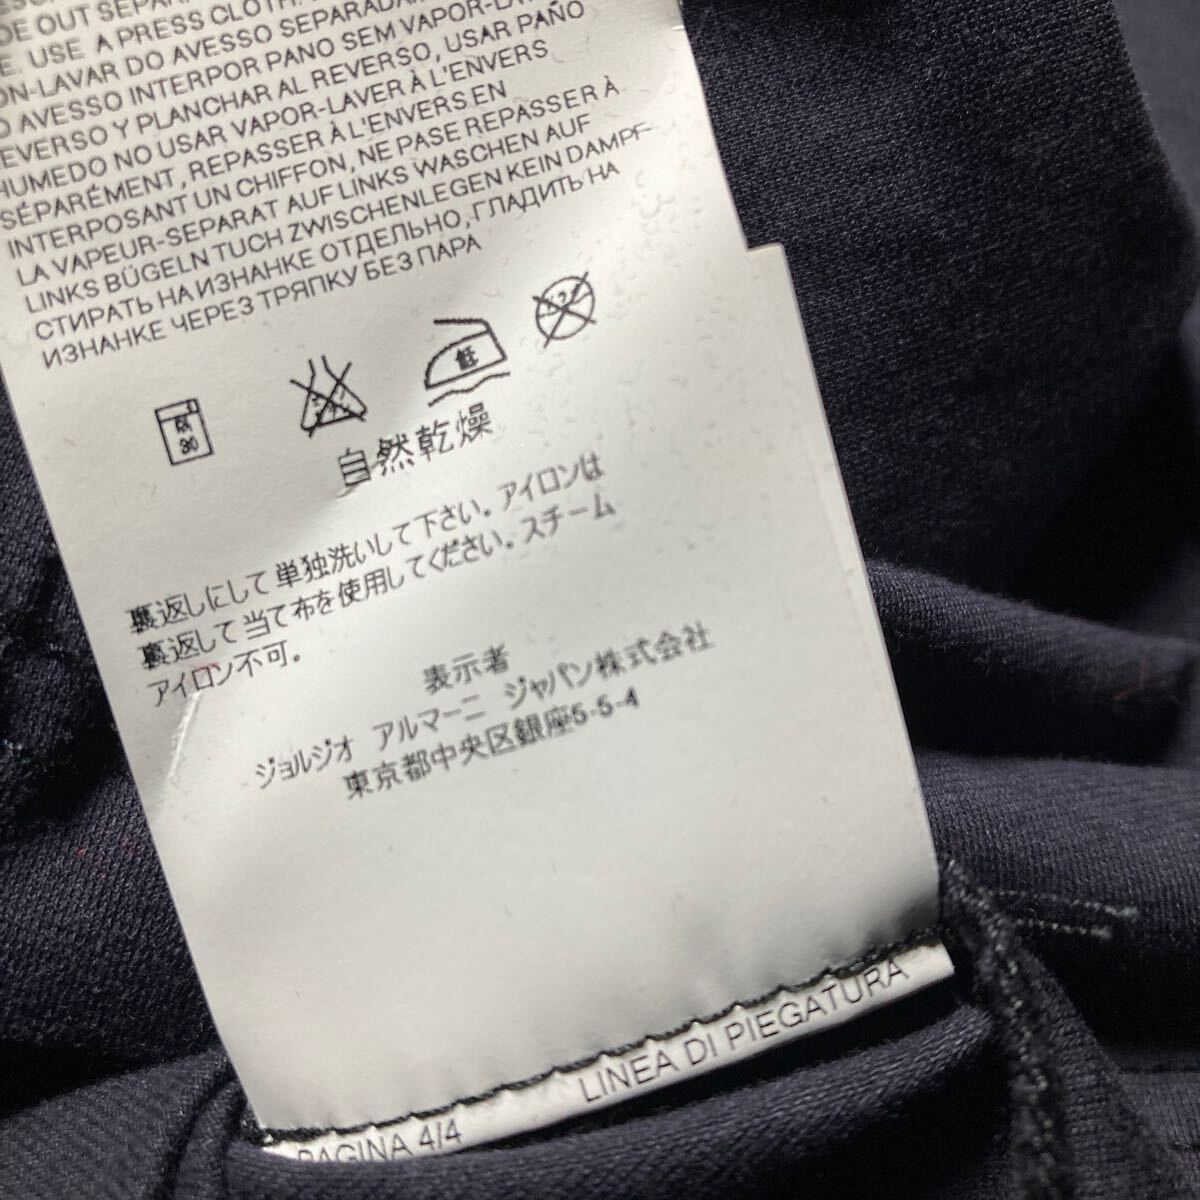 DE OUT
E. USE A PRESS CLOTH.
ON-LAVAR DO AVESSO SEPARADA
O AVESSO INTERPOR PANO SEM VAPOR-LA
EVERSO Y PLANCHAR AL REVERSO, USAR PAÑO
HUMEDO NO USAR VAPOR-LAVER À L'ENVERS
SÉPARÉMENT, REPASSER À L'ENVERS EN
INTERPOSANT UN CHIFFON, NE PASE REPASSER À
LA VAPEUR-SEPARAT AUF LINKS WASCHEN AUF
LINKS BÜGELN TUCH ZWISCHENLEGEN KEIN DAMPF-
СТИРАТЬ НА ИЗНАНКЕ ОТДЕЛЬНО, ГЛАДИТЬ НА
ИЗНАНКЕ ЧЕРЕЗ ТРЯПКУ БЕЗ ПАРА
30
低
自然乾燥
裏返しにして単独洗いして下さい。アイロンは
裏返して当て布を使用してください。スチーム
アイロン不可。
表示者
ジョルジオ アルマーニ ジャパン株式会社
東京都中央区銀座5-5-4
LINEA DI PIEGATURA
PAGINA 4/4